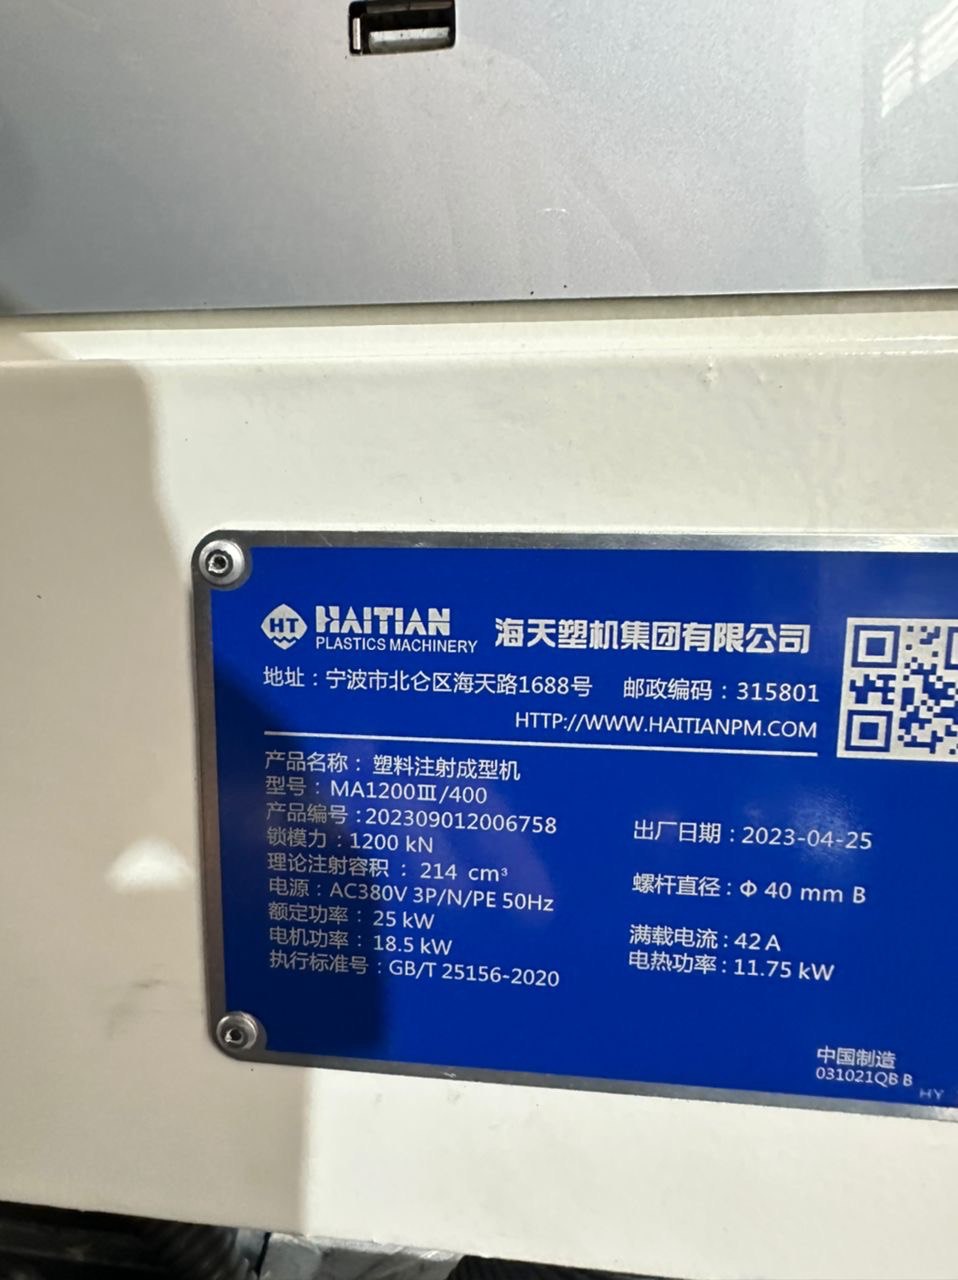 HT HAITIAN
PLASTICS MACHINERY
海天塑机集团有限公司
地址：宁波市北仑区海天路1688号 邮政编码：315801
HTTP://WWW.HAITIANPM.COM
产品名称：塑料注射成型机
型号：MA1200Ⅲ/400
产品编号：202309012006758 出厂日期：2023-04-25
锁模力：1200 kN
理论注射容积：214 cm³ 螺杆直径：Φ 40 mm B
电源：AC380V 3P/N/PE 50Hz
额定功率：25 kW 满载电流：42 A
电机功率：18.5 kW 电热功率：11.75 kW
执行标准号：GB/T 25156-2020
中国制造
031021QB B
HY